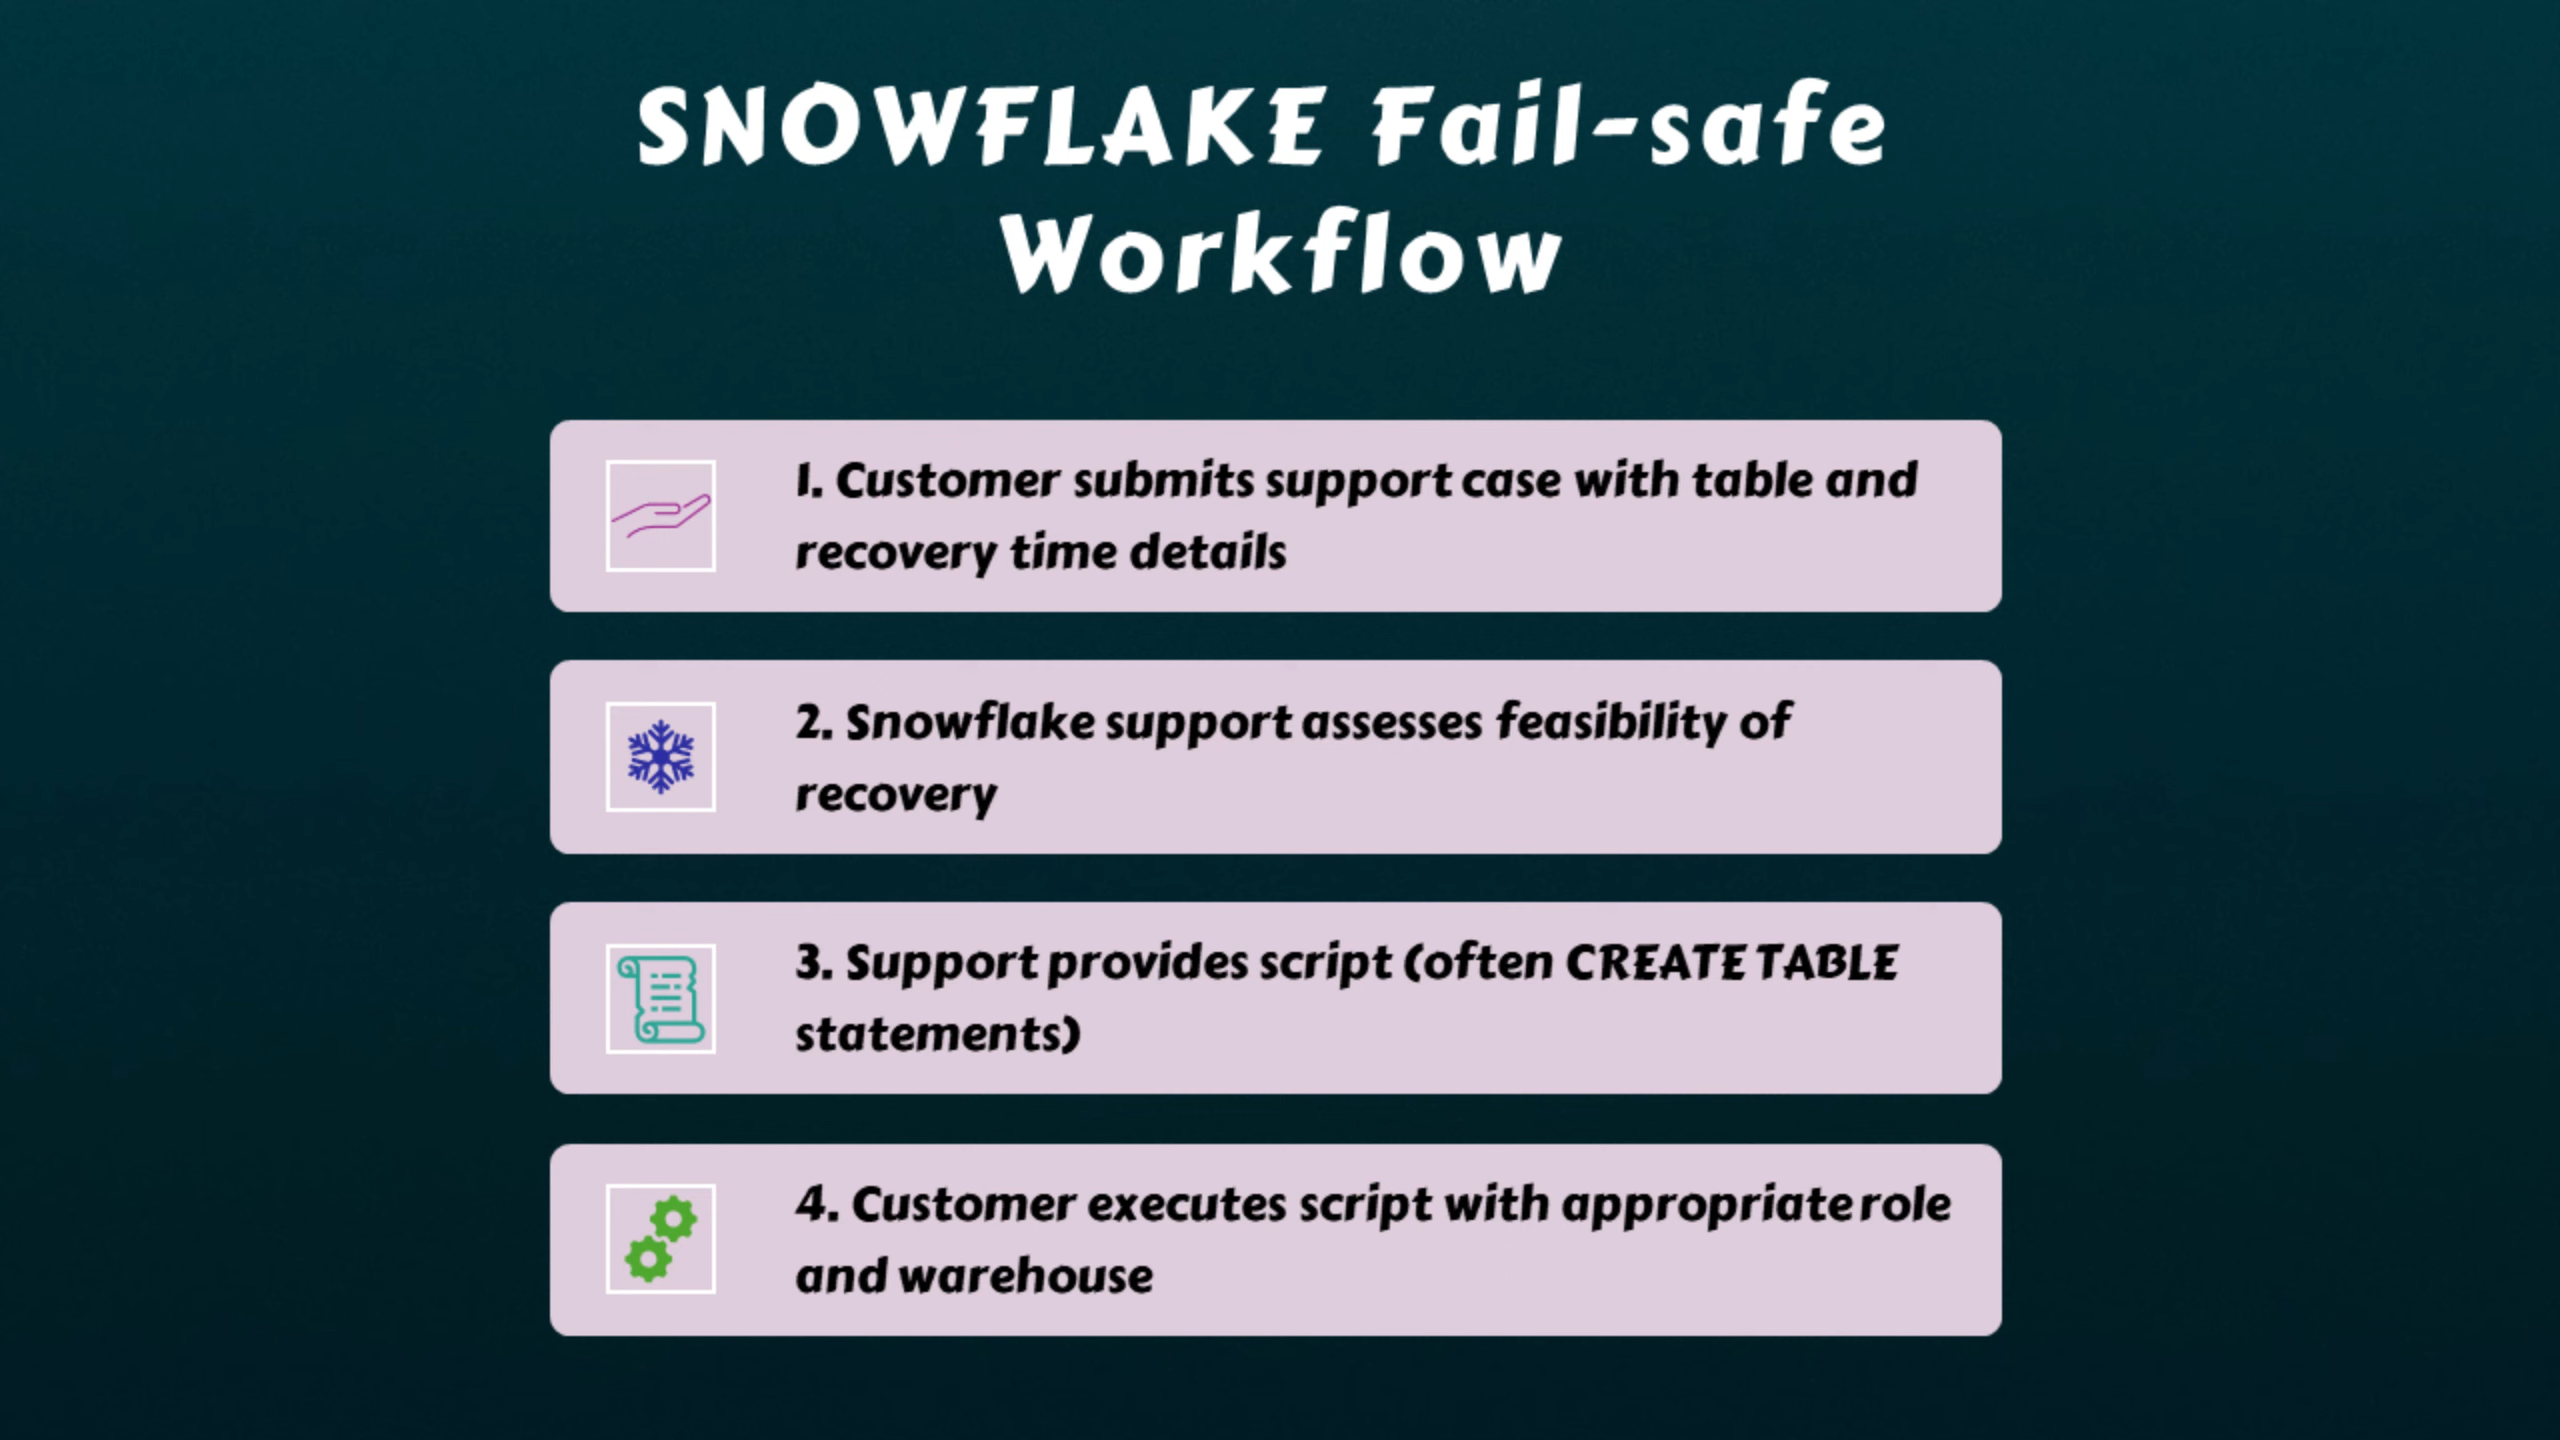 SNOWFLAKE Fail-safe
Workflow
1. Customer submits support case with table and
recovery time details
2. Snowflake support assesses feasibility of
recovery
3. Support provides script (often CREATE TABLE
statements)
4. Customer executes script with appropriate role
and warehouse